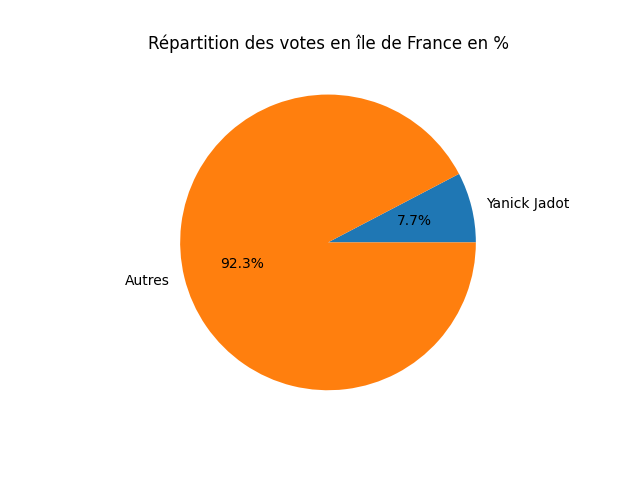 Répartition des votes en île de France en %
Yanick Jadot
7.7%
92.3%
Autres